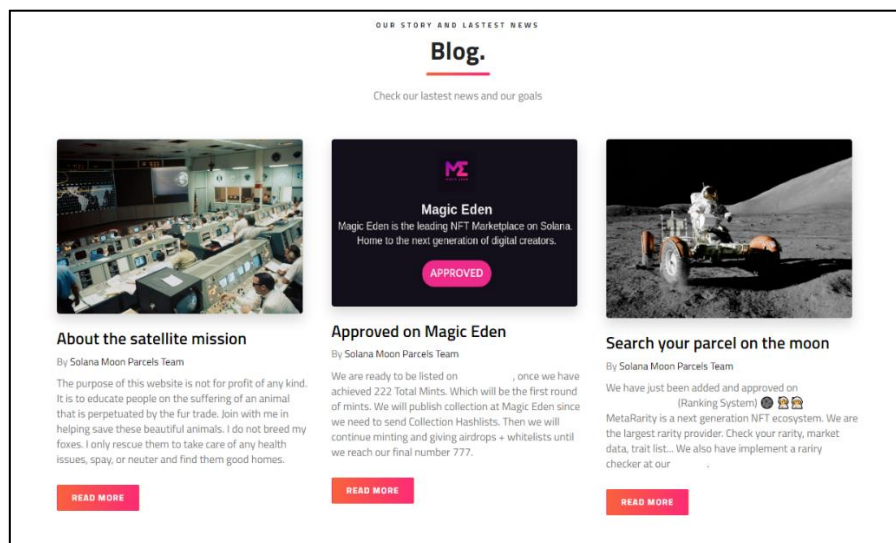 OUR STORY AND LASTEST NEWS
Blog.
Check our lastest news and our goals
About the satellite mission
By Solana Moon Parcels Team
The purpose of this website is not for profit of any kind.
It is to educate people on the suffering of an animal
that is perpetuated by the fur trade. Join with me in
helping save these beautiful animals. I do not breed my
foxes. I only rescue them to take care of any health
issues, spay, or neuter and find them good homes.
READ MORE
ME
Magic Eden
Magic Eden is the leading NFT Marketplace on Solana.
Home to the next generation of digital creators.
APPROVED
Approved on Magic Eden
By Solana Moon Parcels Team
We are ready to be listed on , once we have
achieved 222 Total Mints. Which will be the first round
of mints. We will publish collection at Magic Eden since
we need to send Collection Hashlists. Then we will
continue minting and giving airdrops + whitelists until
we reach our final number 777.
READ MORE
Search your parcel on the moon
By Solana Moon Parcels Team
We have just been added and approved on
(Ranking System) 🌑 👩‍🚀 👩‍🚀
MetaRarity is a next generation NFT ecosystem. We are
the largest rarity provider. Check your rarity, market
data, trait list... We also have implement a rariry
checker at our .
READ MORE